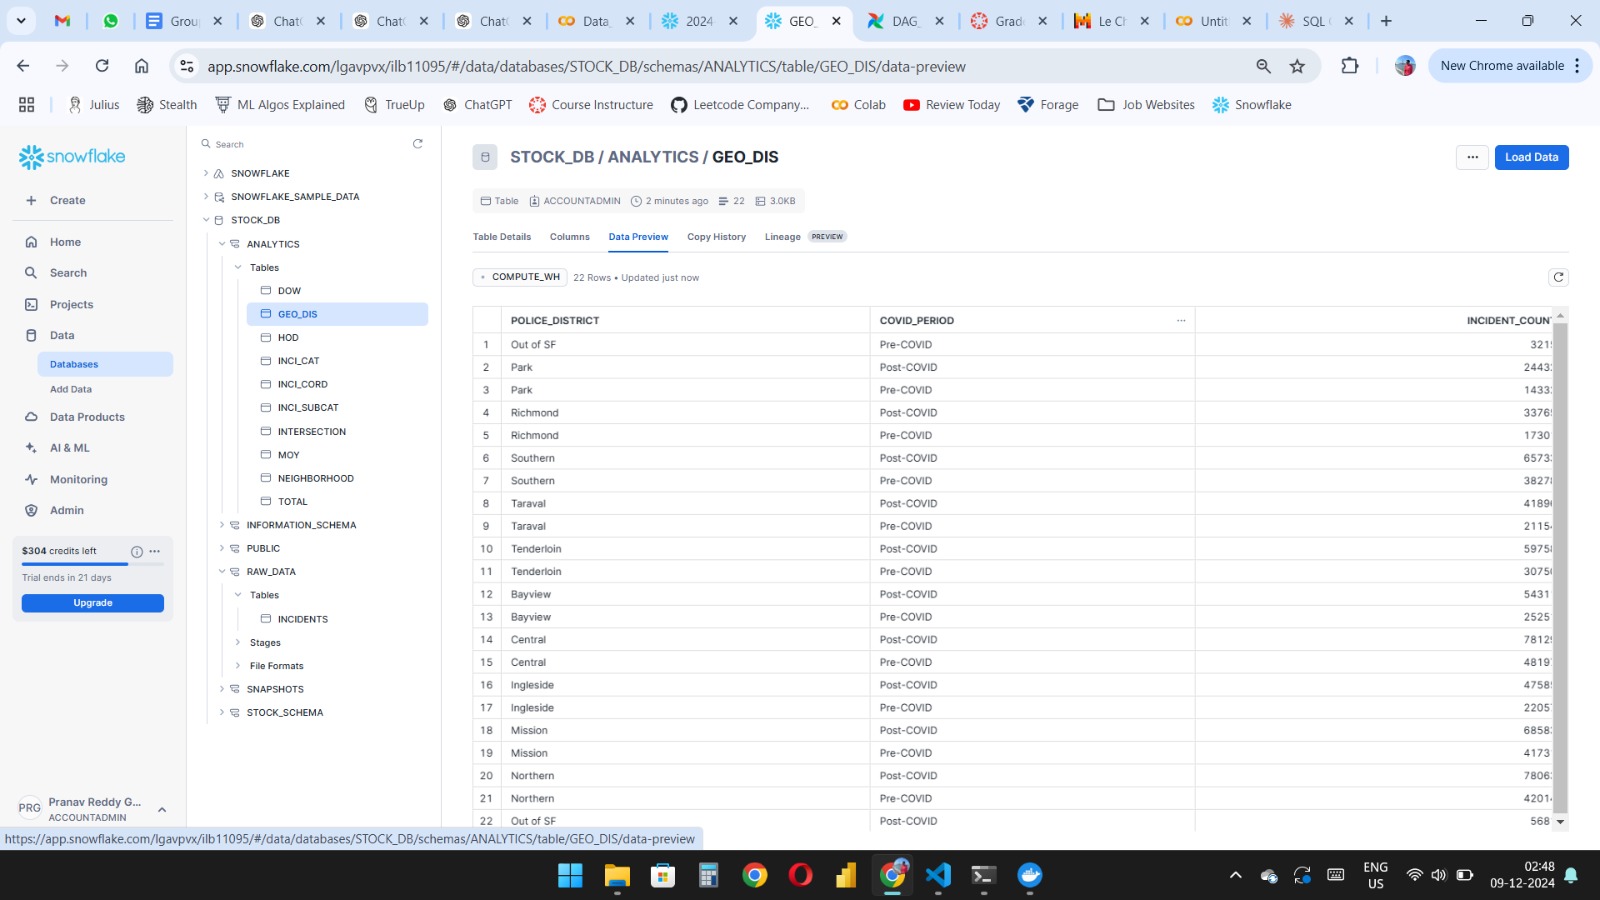 Grou
ChatG
ChatG
ChatG
Data_
2024-
GEO_
DAG_
Grade
Le Ch
Untit
SQL
app.snowflake.com/lgavpvx/ilb11095/#/data/databases/STOCK_DB/schemas/ANALYTICS/table/GEO_DIS/data-preview
New Chrome available
Julius Stealth ML Algos Explained TrueUp ChatGPT Course Instructure Leetcode Company... Colab Review Today Forage Job Websites Snowflake
snowflake
Create
Home
Search
Projects
Data
Databases
Add Data
Data Products
AI & ML
Monitoring
Admin
$304 credits left
Trial ends in 21 days
Upgrade
PRG
Pranav Reddy G...
ACCOUNTADMIN
Search
SNOWFLAKE
SNOWFLAKE_SAMPLE_DATA
STOCK_DB
ANALYTICS
Tables
DOW
GEO_DIS
HOD
INCI_CAT
INCI_CORD
INCI_SUBCAT
INTERSECTION
MOY
NEIGHBORHOOD
TOTAL
INFORMATION_SCHEMA
PUBLIC
RAW_DATA
Tables
INCIDENTS
Stages
File Formats
SNAPSHOTS
STOCK_SCHEMA
STOCK_DB / ANALYTICS / GEO_DIS
...
Load Data
Table ACCOUNTADMIN 2 minutes ago 22 3.0KB
Table Details Columns Data Preview Copy History Lineage PREVIEW
COMPUTE_WH 22 Rows • Updated just now
POLICE_DISTRICT COVID_PERIOD ... INCIDENT_COUN
1 Out of SF Pre-COVID 321
2 Park Post-COVID 2443
3 Park Pre-COVID 1433
4 Richmond Post-COVID 3376
5 Richmond Pre-COVID 1730
6 Southern Post-COVID 6573
7 Southern Pre-COVID 3827
8 Taraval Post-COVID 4189
9 Taraval Pre-COVID 2115
10 Tenderloin Post-COVID 5975
11 Tenderloin Pre-COVID 3075
12 Bayview Post-COVID 5431
13 Bayview Pre-COVID 2525
14 Central Post-COVID 7812
15 Central Pre-COVID 4819
16 Ingleside Post-COVID 4758
17 Ingleside Pre-COVID 2205
18 Mission Post-COVID 6858
19 Mission Pre-COVID 4173
20 Northern Post-COVID 7806
21 Northern Pre-COVID 4201
22 Out of SF Post-COVID 568
https://app.snowflake.com/lgavpvx/ilb11095/#/data/databases/STOCK_DB/schemas/ANALYTICS/table/GEO_DIS/data-preview
ENG
US
02:48
09-12-2024